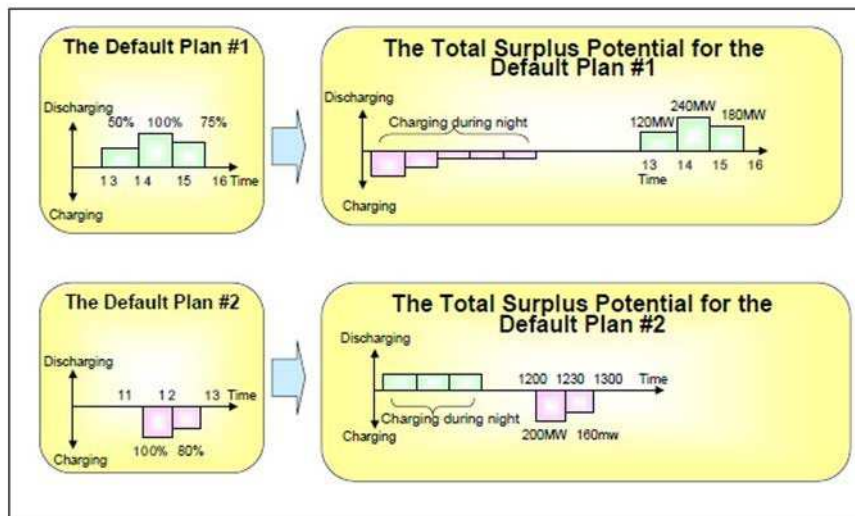 The Default Plan #1
Discharging
50% 100% 75%
13 14 15 16 Time
Charging
The Total Surplus Potential for the
Default Plan #1
Discharging
Charging during night
120MW 240MW 180MW
13 14 15 16
Time
Charging
The Default Plan #2
Discharging
11 12 13 Time
100% 80%
Charging
The Total Surplus Potential for the
Default Plan #2
Discharging
1200 1230 1300 Time
Charging during night
200MW 160mw
Charging